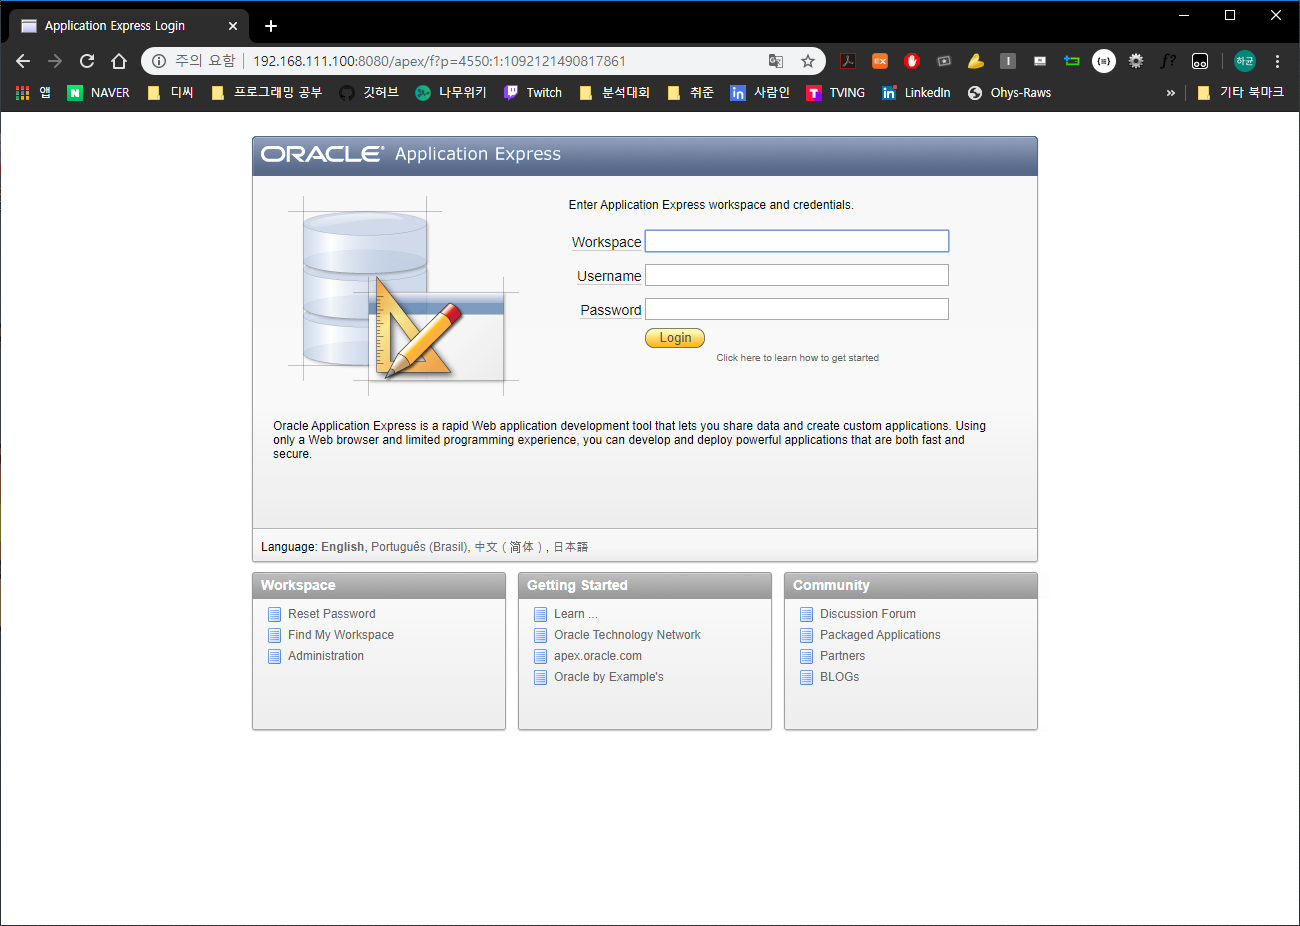 Application Express Login
주의 요함
192.168.111.100:8080/apex/f?p=4550:1:1092121490817861
하균
앱
NAVER
디씨
프로그래밍 공부
깃허브
나무위키
Twitch
분석대회
취준
사람인
TVING
LinkedIn
Ohys-Raws
»
기타 북마크
ORACLE Application Express
Enter Application Express workspace and credentials.
Workspace
Username
Password
Login
Click here to learn how to get started
Oracle Application Express is a rapid Web application development tool that lets you share data and create custom applications. Using
only a Web browser and limited programming experience, you can develop and deploy powerful applications that are both fast and
secure.
Language: English, Português (Brasil), 中文 ( 简体 ) , 日本語
Workspace
Reset Password
Find My Workspace
Administration
Getting Started
Learn ...
Oracle Technology Network
apex.oracle.com
Oracle by Example's
Community
Discussion Forum
Packaged Applications
Partners
BLOGs